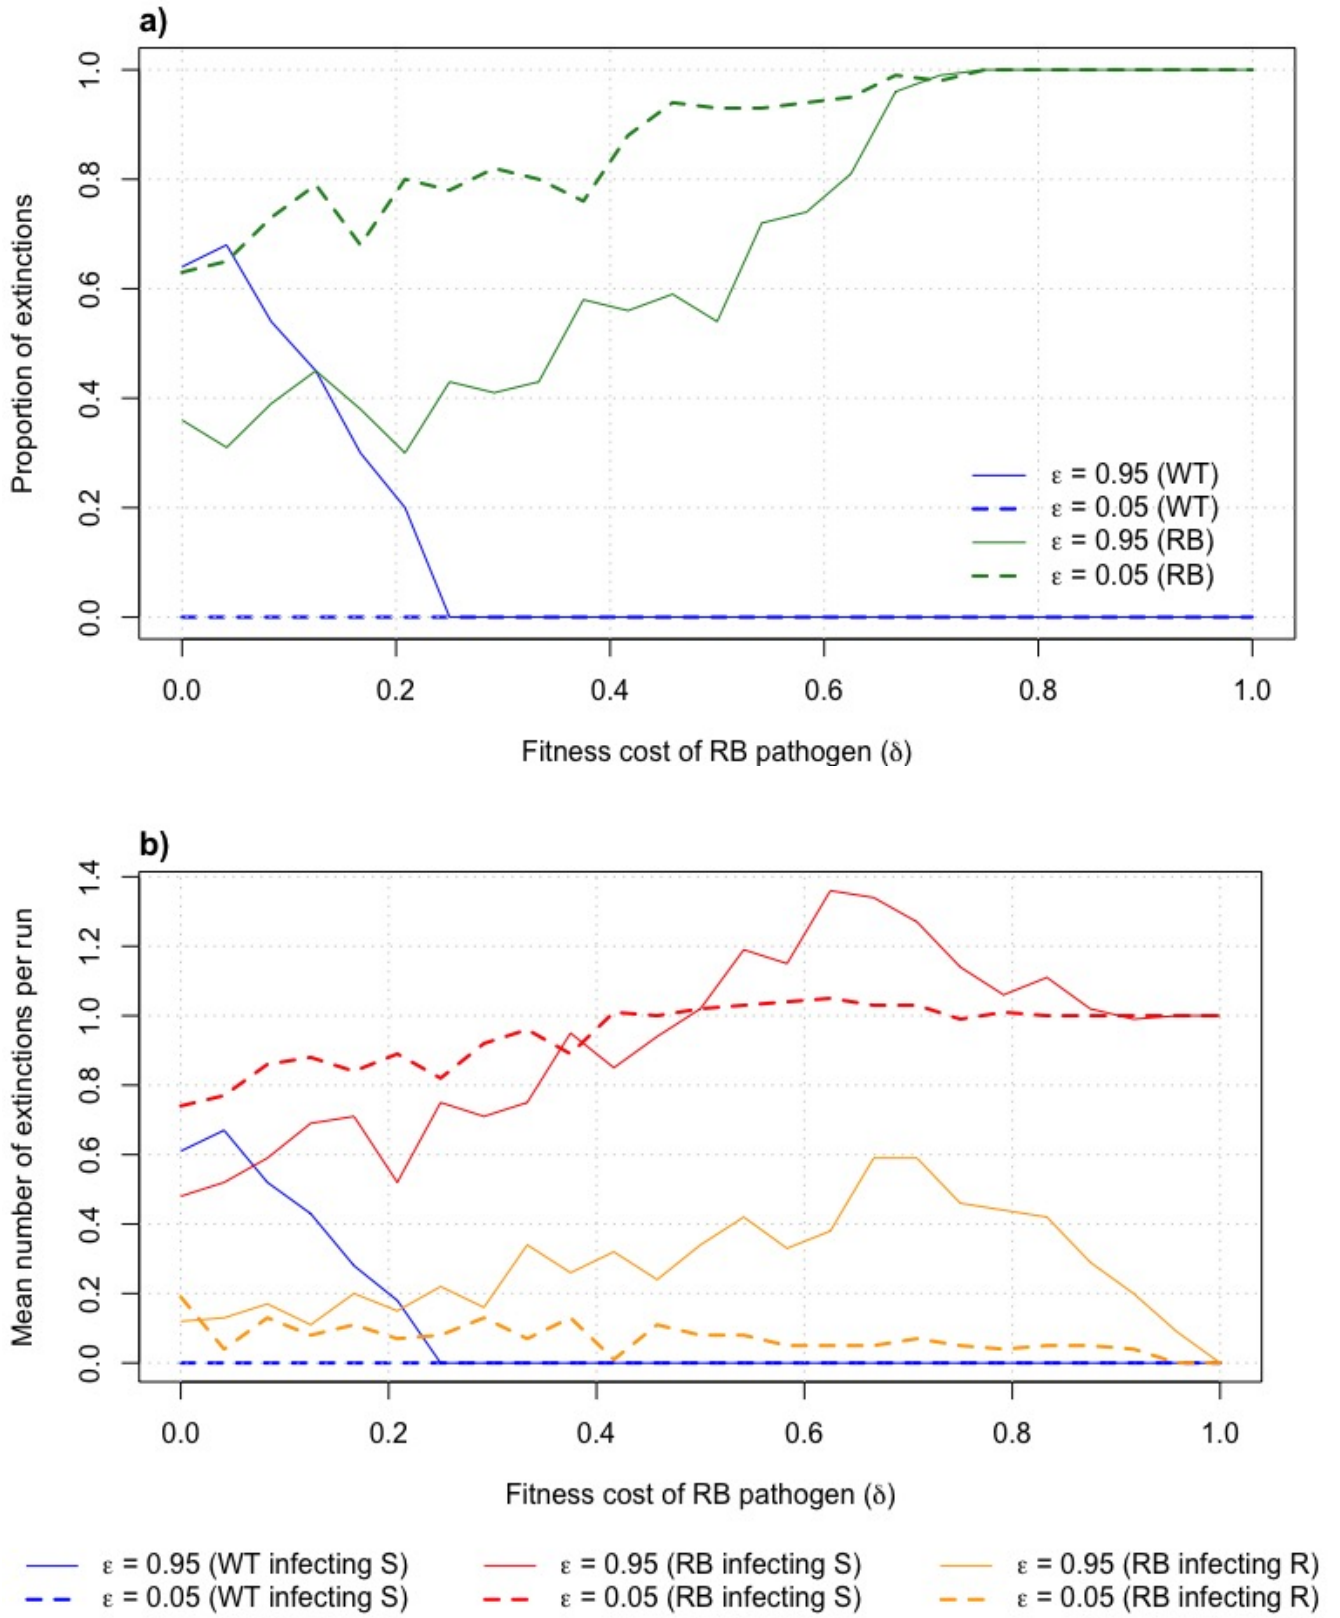 a)
Proportion of extinctions
1.0
0.8
0.6
0.4
0.2
0.0
ε = 0.95 (WT)
ε = 0.05 (WT)
ε = 0.95 (RB)
ε = 0.05 (RB)
0.0 0.2 0.4 0.6 0.8 1.0
Fitness cost of RB pathogen (δ)
b)
Mean number of extinctions per run
1.4
1.2
1.0
0.8
0.6
0.4
0.2
0.0
0.0 0.2 0.4 0.6 0.8 1.0
Fitness cost of RB pathogen (δ)
ε = 0.95 (WT infecting S) ε = 0.95 (RB infecting S) ε = 0.95 (RB infecting R)
ε = 0.05 (WT infecting S) ε = 0.05 (RB infecting S) ε = 0.05 (RB infecting R)